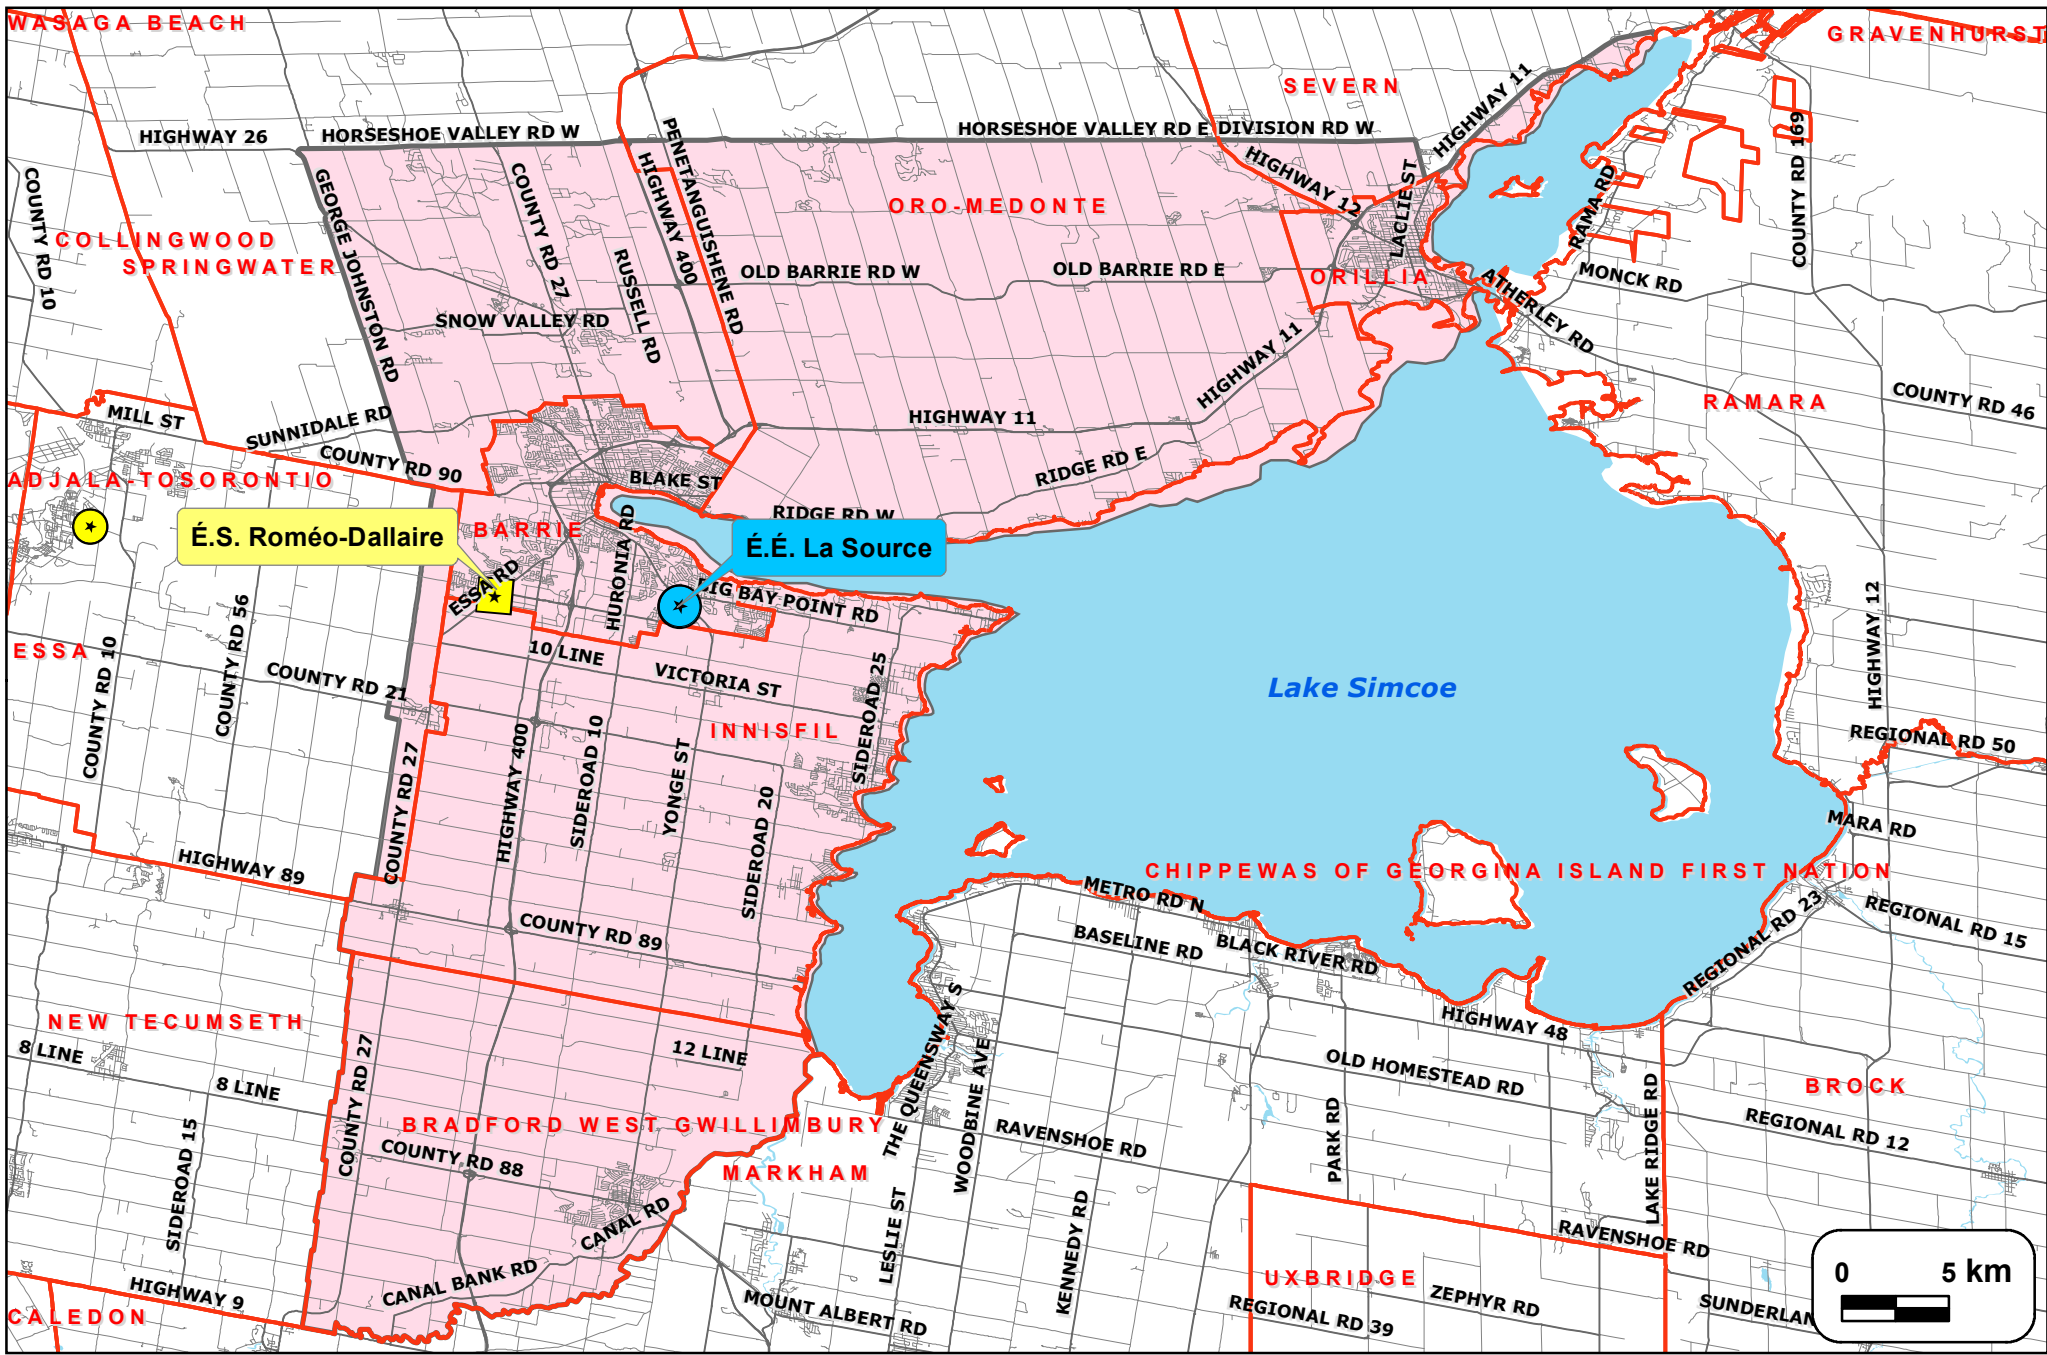 WASAGA BEACH
GRAVENHURST
SEVERN
HIGHWAY 11
HIGHWAY 26
HORSESHOE VALLEY RD W
HORSESHOE VALLEY RD E
DIVISION RD W
PENETANGUISHENE RD
HIGHWAY 400
COUNTY RD 169
HIGHWAY 12
LACLIE ST
RAMA RD
COUNTY RD 10
GEORGE JOHNSTON RD
COUNTY RD 27
ORO-MEDONTE
COLLINGWOOD
SPRINGWATER
RUSSELL RD
OLD BARRIE RD W
OLD BARRIE RD E
ORILLIA
MONCK RD
ATHERLEY RD
SNOW VALLEY RD
HIGHWAY 11
COUNTY RD 46
RAMARA
MILL ST
SUNNIDALE RD
HIGHWAY 11
COUNTY RD 90
RIDGE RD E
ADJALA-TOSORONTIO
BLAKE ST
RIDGE RD W
É.S. Roméo-Dallaire
BARRIE
É.É. La Source
HURONIA RD
ESSA RD
BIG BAY POINT RD
COUNTY RD 56
HIGHWAY 12
ESSA
COUNTY RD 10
10 LINE
COUNTY RD 21
VICTORIA ST
SIDEROAD 25
Lake Simcoe
INNISFIL
REGIONAL RD 50
COUNTY RD 27
HIGHWAY 400
SIDEROAD 10
YONGE ST
SIDEROAD 20
MARA RD
HIGHWAY 89
CHIPPEWAS OF GEORGINA ISLAND FIRST NATION
METRO RD N
COUNTY RD 89
BASELINE RD
BLACK RIVER RD
REGIONAL RD 23
REGIONAL RD 15
NEW TECUMSETH
8 LINE
8 LINE
12 LINE
THE QUEENSWAY S
WOODBINE AVE
HIGHWAY 48
OLD HOMESTEAD RD
BROCK
REGIONAL RD 12
COUNTY RD 27
BRADFORD WEST GWILLIMBURY
SIDEROAD 15
COUNTY RD 88
MARKHAM
RAVENSHOE RD
PARK RD
LAKE RIDGE RD
CANAL RD
LESLIE ST
KENNEDY RD
RAVENSHOE RD
CANAL BANK RD
HIGHWAY 9
CALEDON
MOUNT ALBERT RD
UXBRIDGE
ZEPHYR RD
REGIONAL RD 39
SUNDERLAN
0 5 km